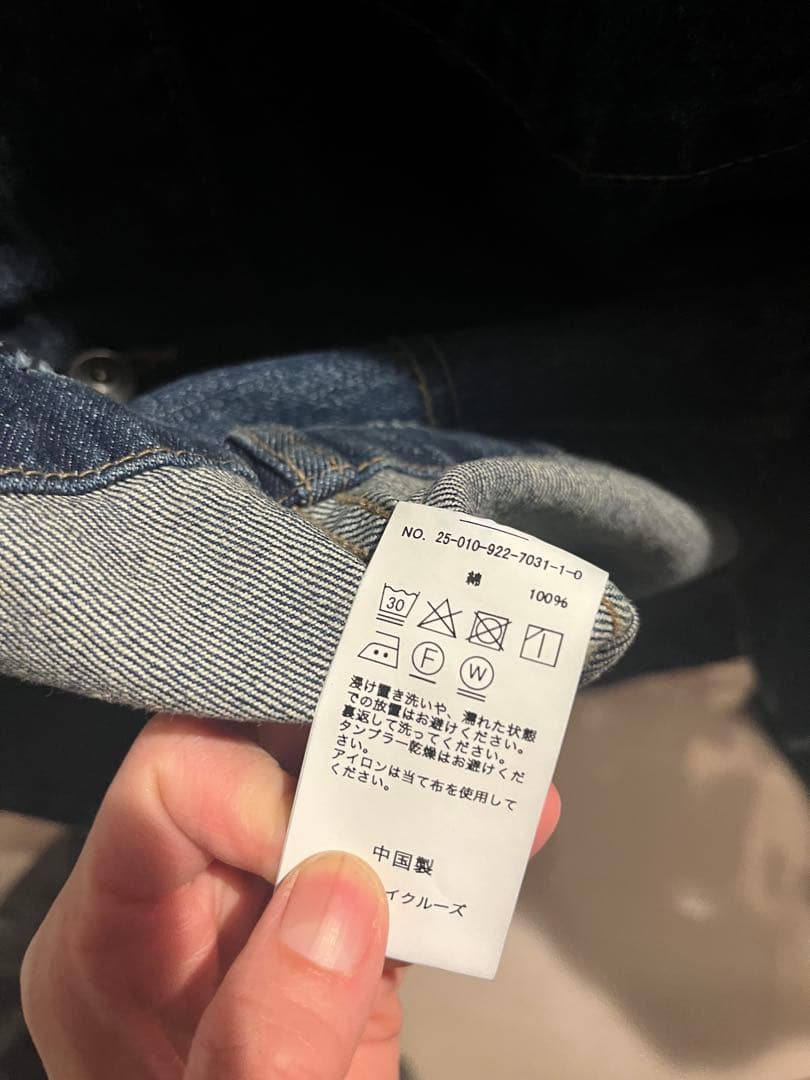 NO. 25-010-922-7031-1-0
綿 100%
30
F W
浸け置き洗いや、濡れた状態
での放置はお避けください。
裏返して洗ってください。
タンブラー乾燥はお避けくだ
さい。
アイロンは当て布を使用して
ください。
中国製
イクルーズ